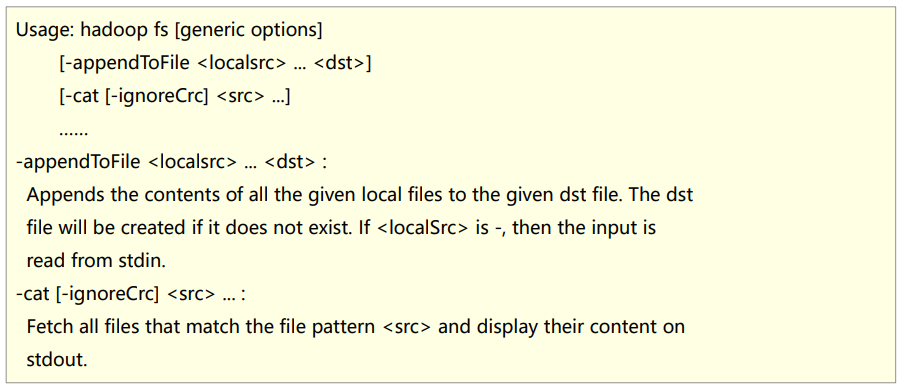 Usage: hadoop fs [generic options]
[-appendToFile <localsrc> ... <dst>]
[-cat [-ignoreCrc] <src> ...]
......
-appendToFile <localsrc> ... <dst> :
Appends the contents of all the given local files to the given dst file. The dst
file will be created if it does not exist. If <localSrc> is -, then the input is
read from stdin.
-cat [-ignoreCrc] <src> ... :
Fetch all files that match the file pattern <src> and display their content on
stdout.